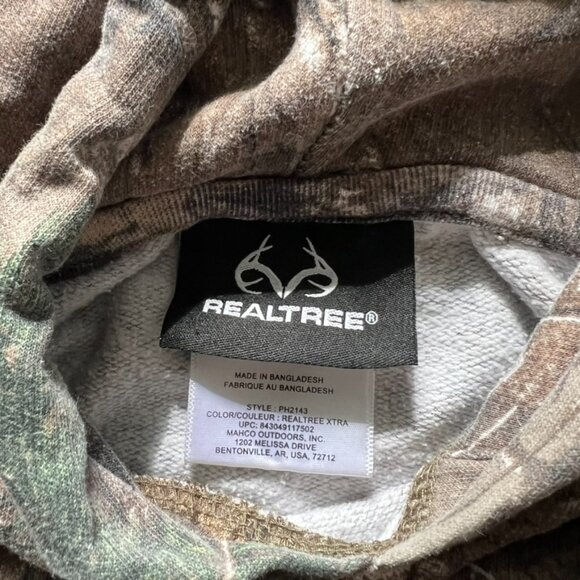 REALTREE®
MADE IN BANGLADESH
FABRIQUE AU BANGLADESH
STYLE : PH2143
COLOR/COULEUR : REALTREE XTRA
UPC: 843049117502
MAHCO OUTDOORS, INC.
1202 MELISSA DRIVE
BENTONVILLE, AR, USA, 72712